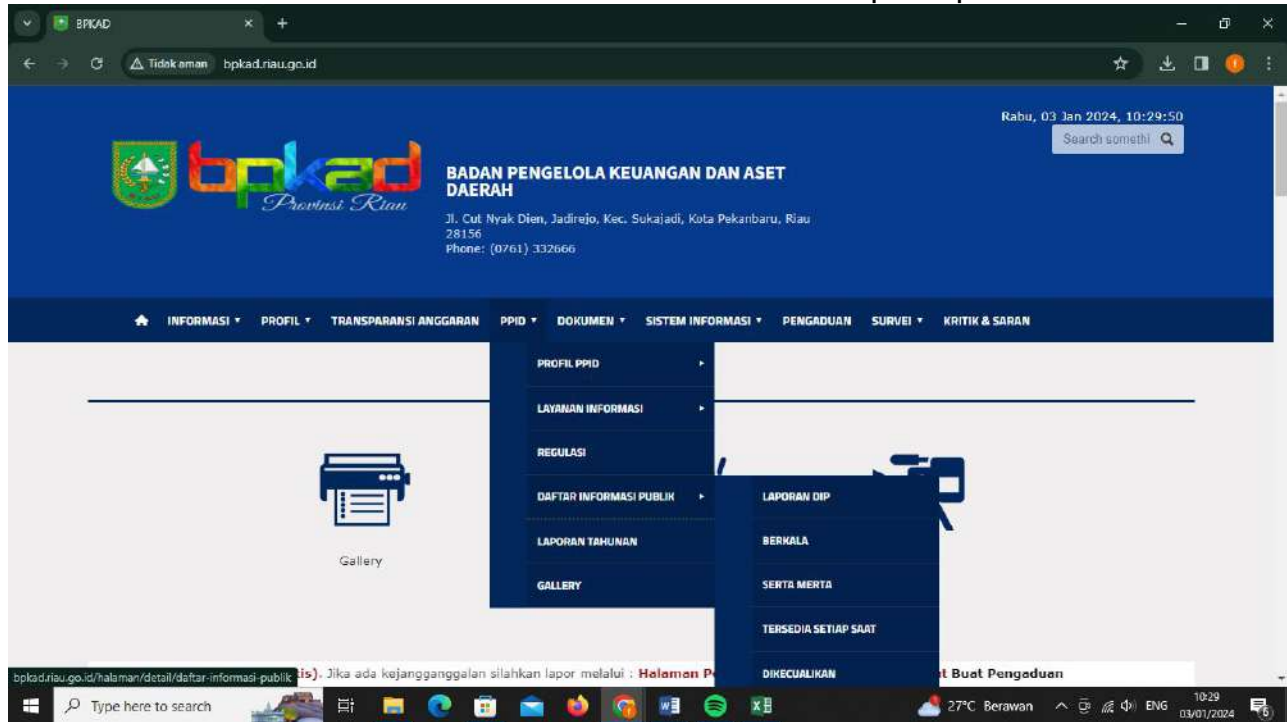 BPKAD
Tidak aman bpkad.riau.go.id
Rabu, 03 Jan 2024, 10:29:50
Search somethi
bpkad
Provinsi Riau
BADAN PENGELOLA KEUANGAN DAN ASET
DAERAH
Jl. Cut Nyak Dien, Jadirejo, Kec. Sukajadi, Kota Pekanbaru, Riau
28156
Phone: (0761) 332666
INFORMASI PROFIL TRANSPARANSI ANGGARAN PPID DOKUMEN SISTEM INFORMASI PENGADUAN SURVEI KRITIK & SARAN
PROFIL PPID
LAYANAN INFORMASI
REGULASI
DAFTAR INFORMASI PUBLIK
LAPORAN TAHUNAN
GALLERY
LAPORAN DIP
BERKALA
SERTA MERTA
TERSEDIA SETIAP SAAT
DIKECUALIKAN
Gallery
tis). Jika ada kejangganggalan silahkan lapor melalui : Halaman P t Buat Pengaduan
bpkad.riau.go.id/halaman/detail/daftar-informasi-publik
Type here to search
27°C Berawan ENG 10:29
03/01/2024
6